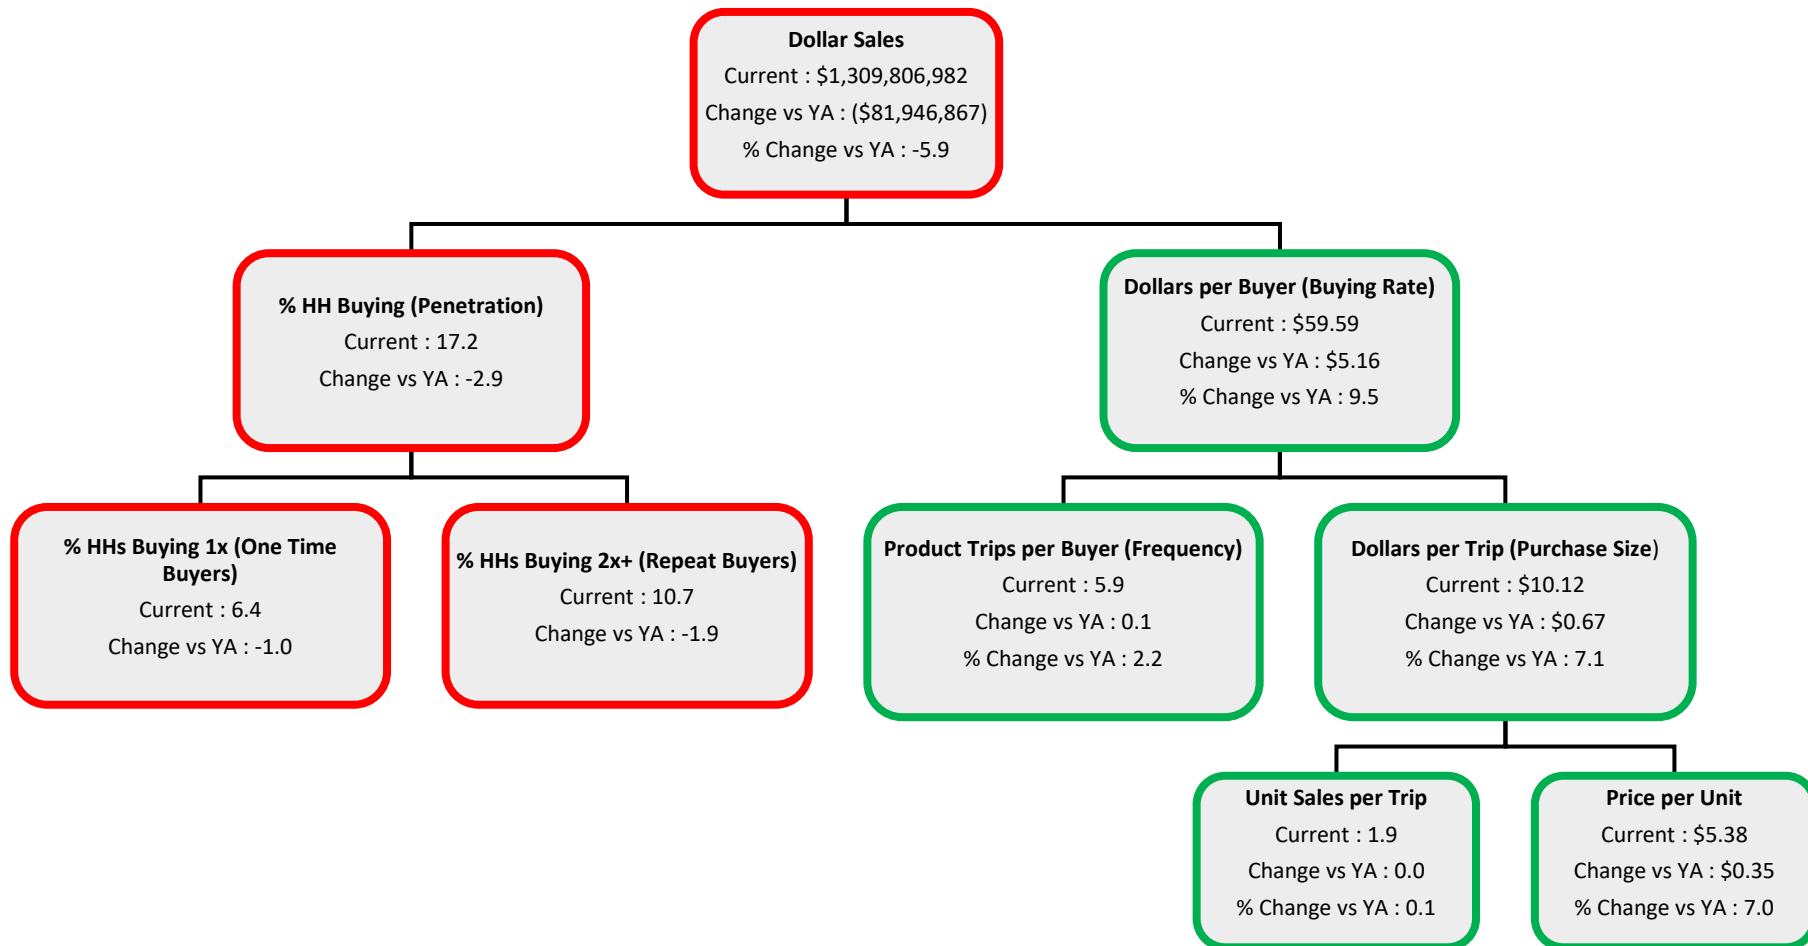 Dollar Sales
Current : $1,309,806,982
Change vs YA : ($81,946,867)
% Change vs YA : -5.9
% HH Buying (Penetration)
Current : 17.2
Change vs YA : -2.9
Dollars per Buyer (Buying Rate)
Current : $59.59
Change vs YA : $5.16
% Change vs YA : 9.5
% HHs Buying 1x (One Time
Buyers)
Current : 6.4
Change vs YA : -1.0
% HHs Buying 2x+ (Repeat Buyers)
Current : 10.7
Change vs YA : -1.9
Product Trips per Buyer (Frequency)
Current : 5.9
Change vs YA : 0.1
% Change vs YA : 2.2
Dollars per Trip (Purchase Size)
Current : $10.12
Change vs YA : $0.67
% Change vs YA : 7.1
Unit Sales per Trip
Current : 1.9
Change vs YA : 0.0
% Change vs YA : 0.1
Price per Unit
Current : $5.38
Change vs YA : $0.35
% Change vs YA : 7.0